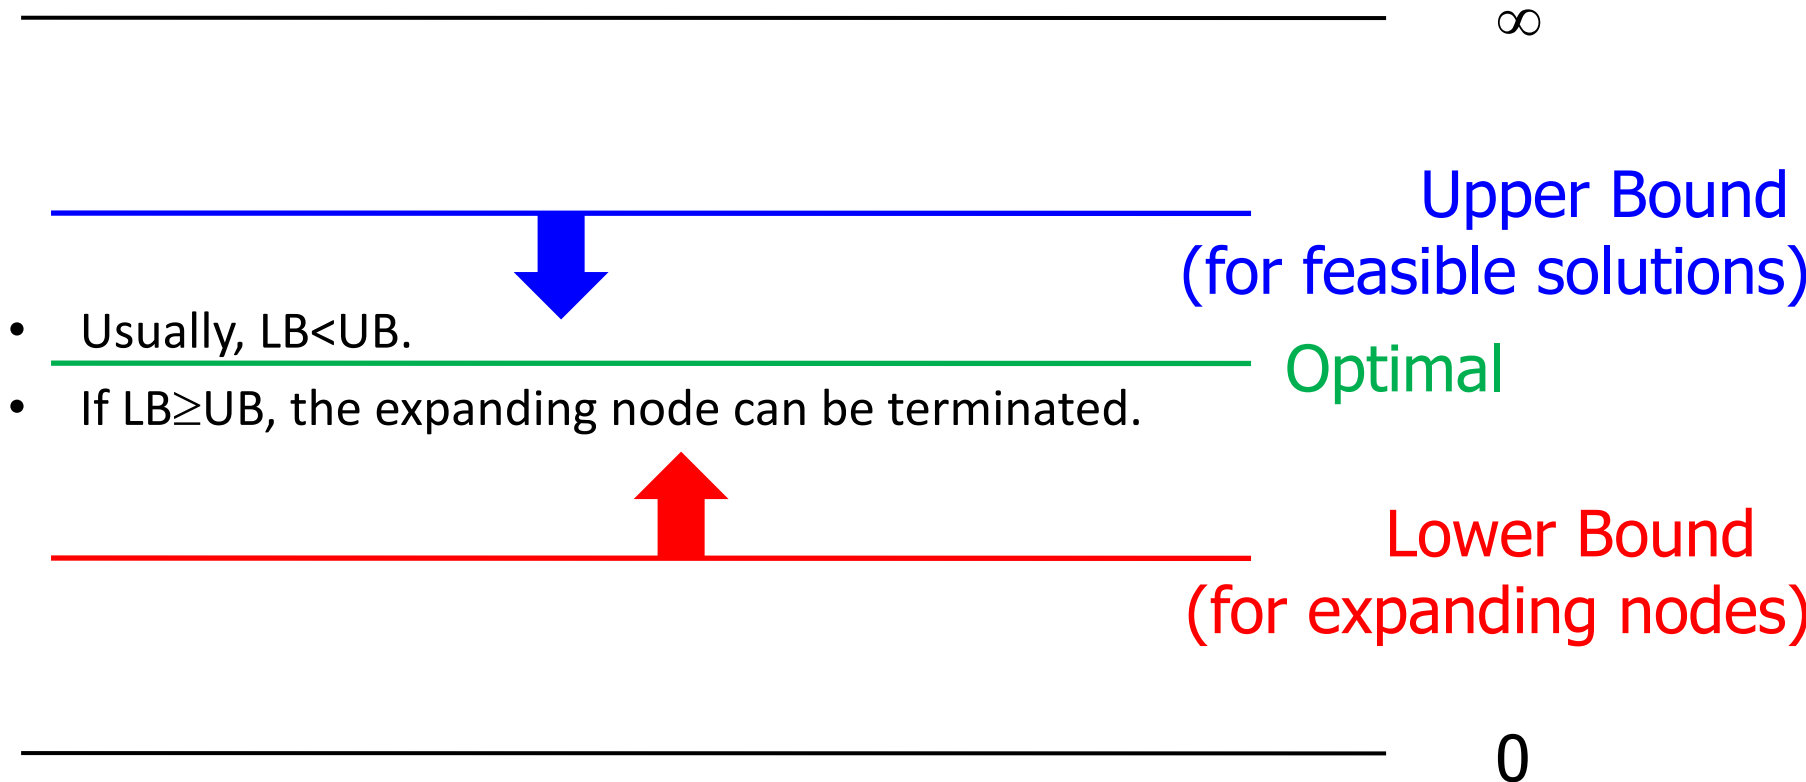 ∞
Upper Bound
(for feasible solutions)
• Usually, LB<UB.
Optimal
• If LB≥UB, the expanding node can be terminated.
Lower Bound
(for expanding nodes)
0